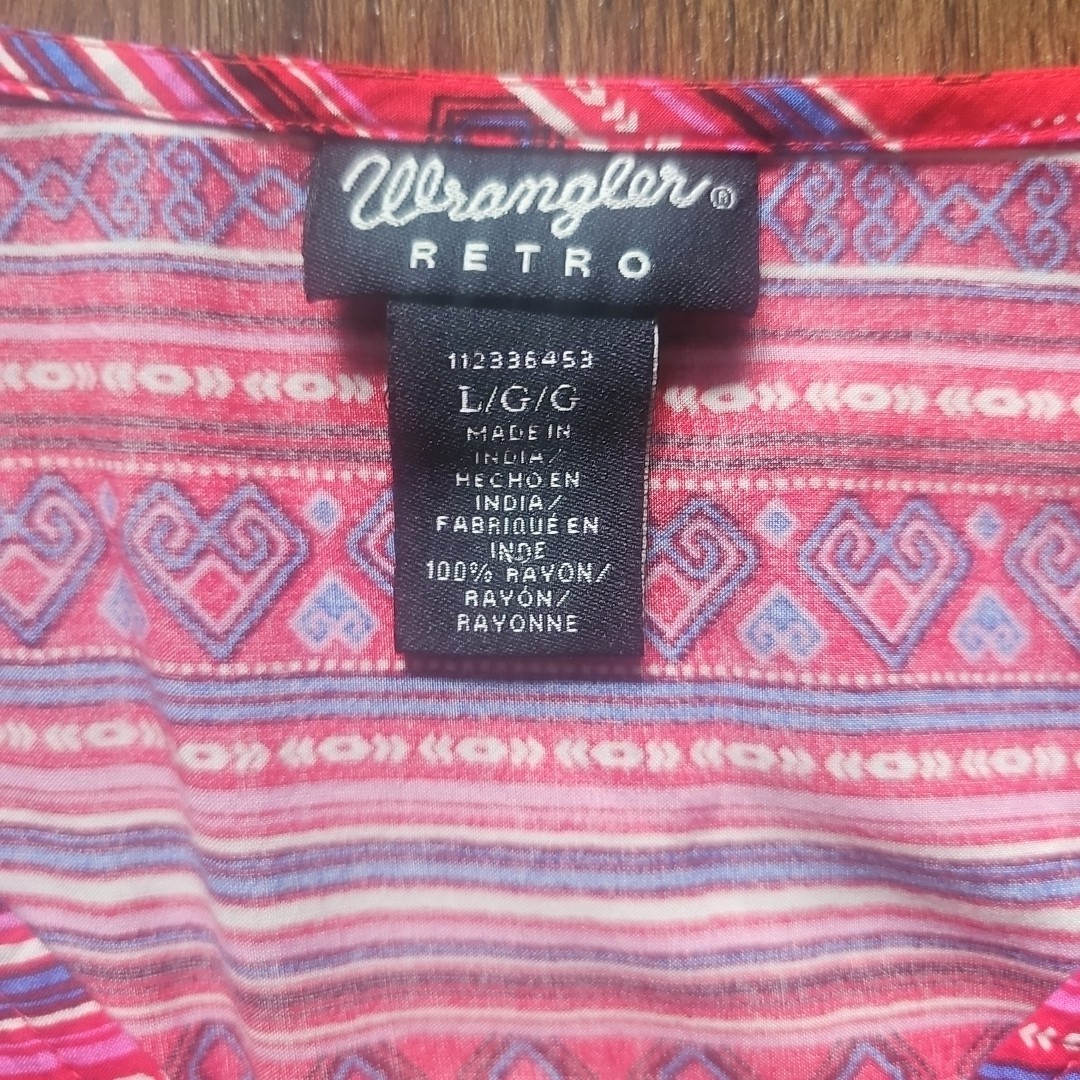 Wrangler®
RETRO
112336453
L/G/G
MADE IN
INDIA/
HECHO EN
INDIA/
FABRIQUÉ EN
INDE
100% RAYON/
RAYÓN/
RAYONNE